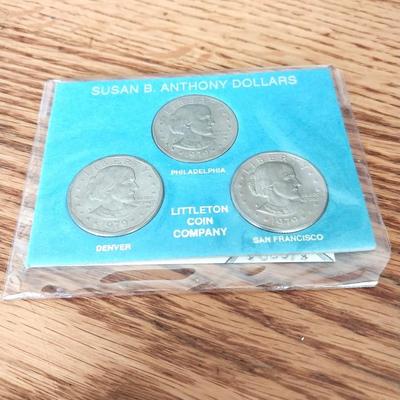 SUSAN B. ANTHONY DOLLARS
LIBERTY
1979
PHILADELPHIA
LIBERTY
1979
DENVER
LIBERTY
1979
SAN FRANCISCO
LITTLETON
COIN
COMPANY